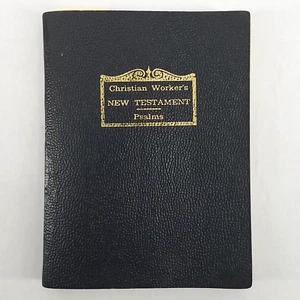 Christian Worker's
NEW TESTAMENT
Psalms